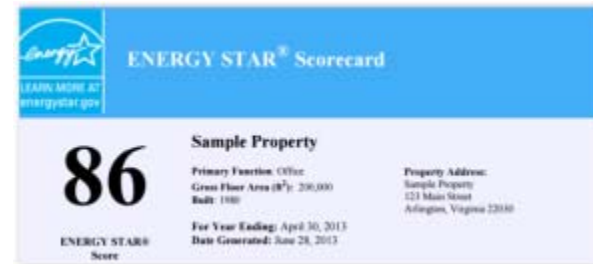 energy
LEARN MORE AT
energystar.gov
ENERGY STAR® Scorecard
86
ENERGY STAR®
Score
Sample Property
Primary Function: Office
Gross Floor Area (ft²): 200,000
Built: 1980
For Year Ending: April 30, 2013
Date Generated: June 28, 2013
Property Address:
Sample Property
123 Main Street
Arlington, Virginia 22030